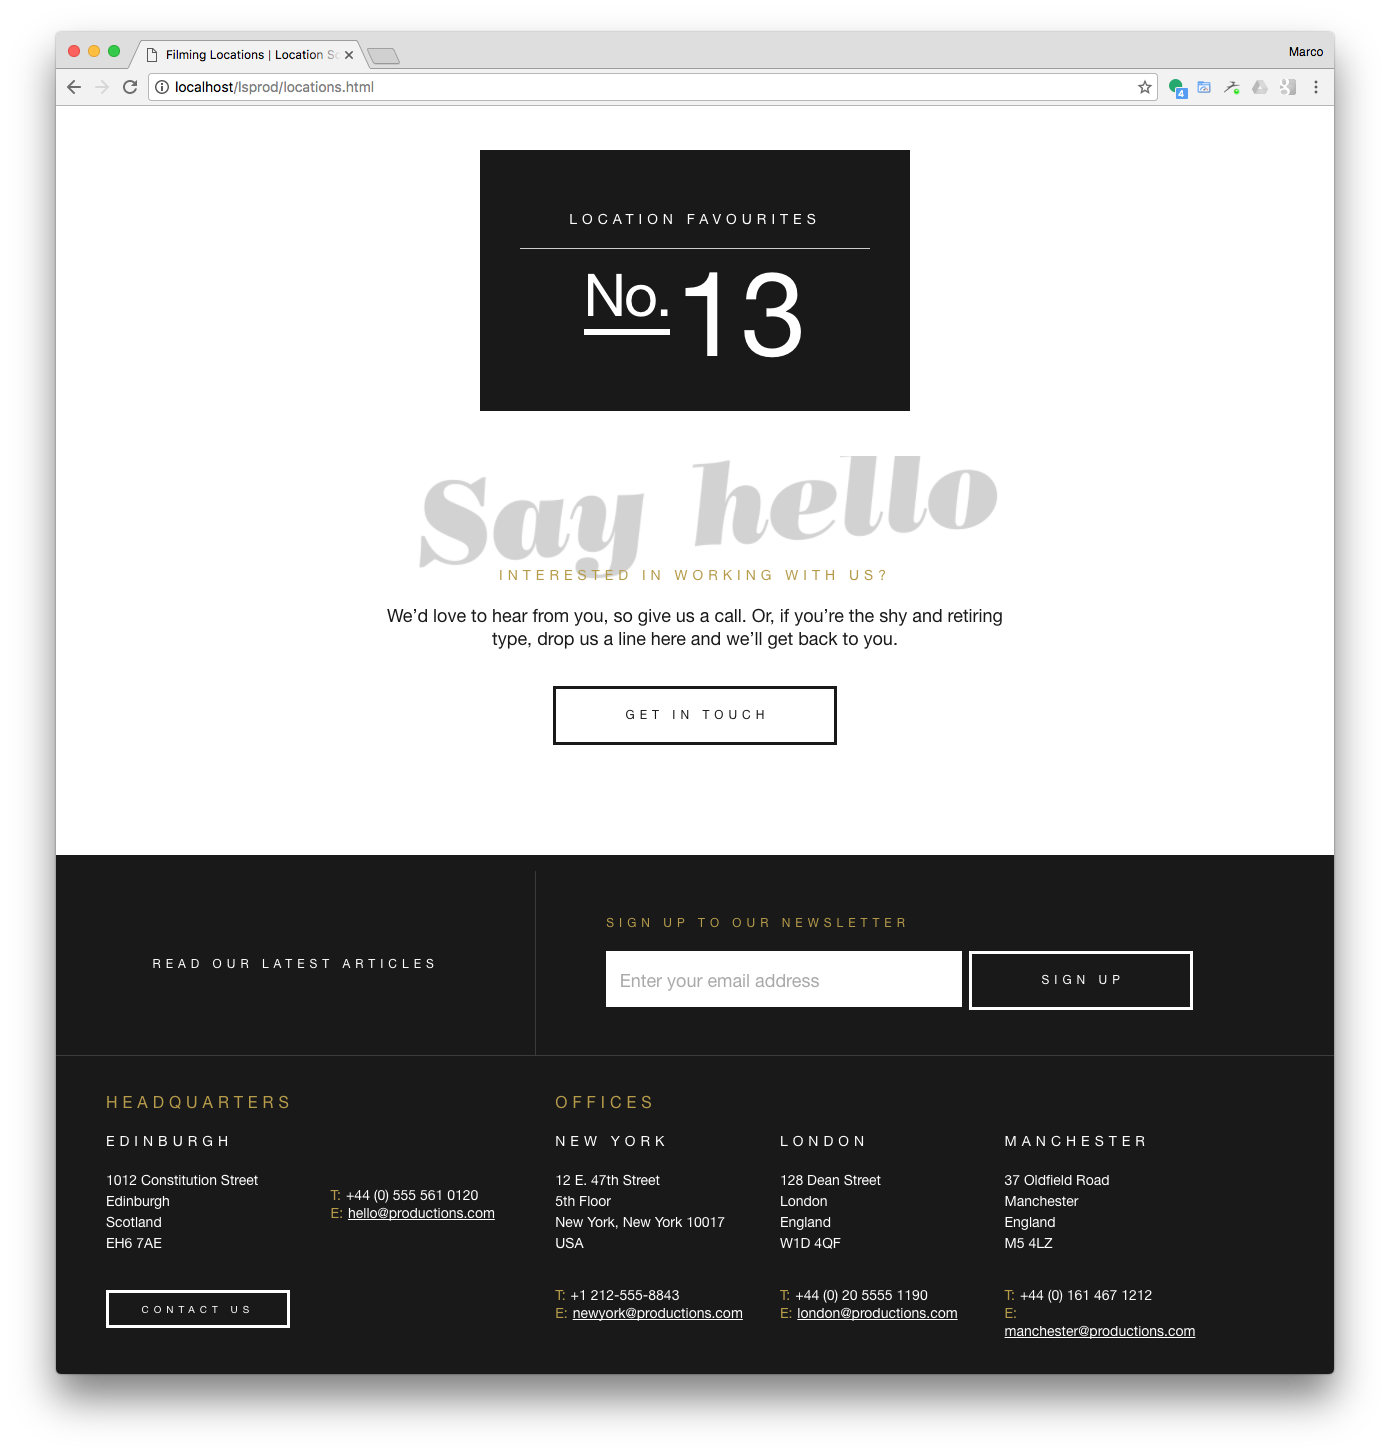 Filming Locations | Location Sc
Marco
localhost/lsprod/locations.html
4
LOCATION FAVOURITES
No. 13
Say hello
INTERESTED IN WORKING WITH US?
We’d love to hear from you, so give us a call. Or, if you’re the shy and retiring
type, drop us a line here and we’ll get back to you.
GET IN TOUCH
READ OUR LATEST ARTICLES
SIGN UP TO OUR NEWSLETTER
Enter your email address
SIGN UP
HEADQUARTERS
EDINBURGH
1012 Constitution Street
Edinburgh
Scotland
EH6 7AE
T: +44 (0) 555 561 0120
E: hello@productions.com
CONTACT US
OFFICES
NEW YORK
12 E. 47th Street
5th Floor
New York, New York 10017
USA
T: +1 212-555-8843
E: newyork@productions.com
LONDON
128 Dean Street
London
England
W1D 4QF
T: +44 (0) 20 5555 1190
E: london@productions.com
MANCHESTER
37 Oldfield Road
Manchester
England
M5 4LZ
T: +44 (0) 161 467 1212
E:
manchester@productions.com